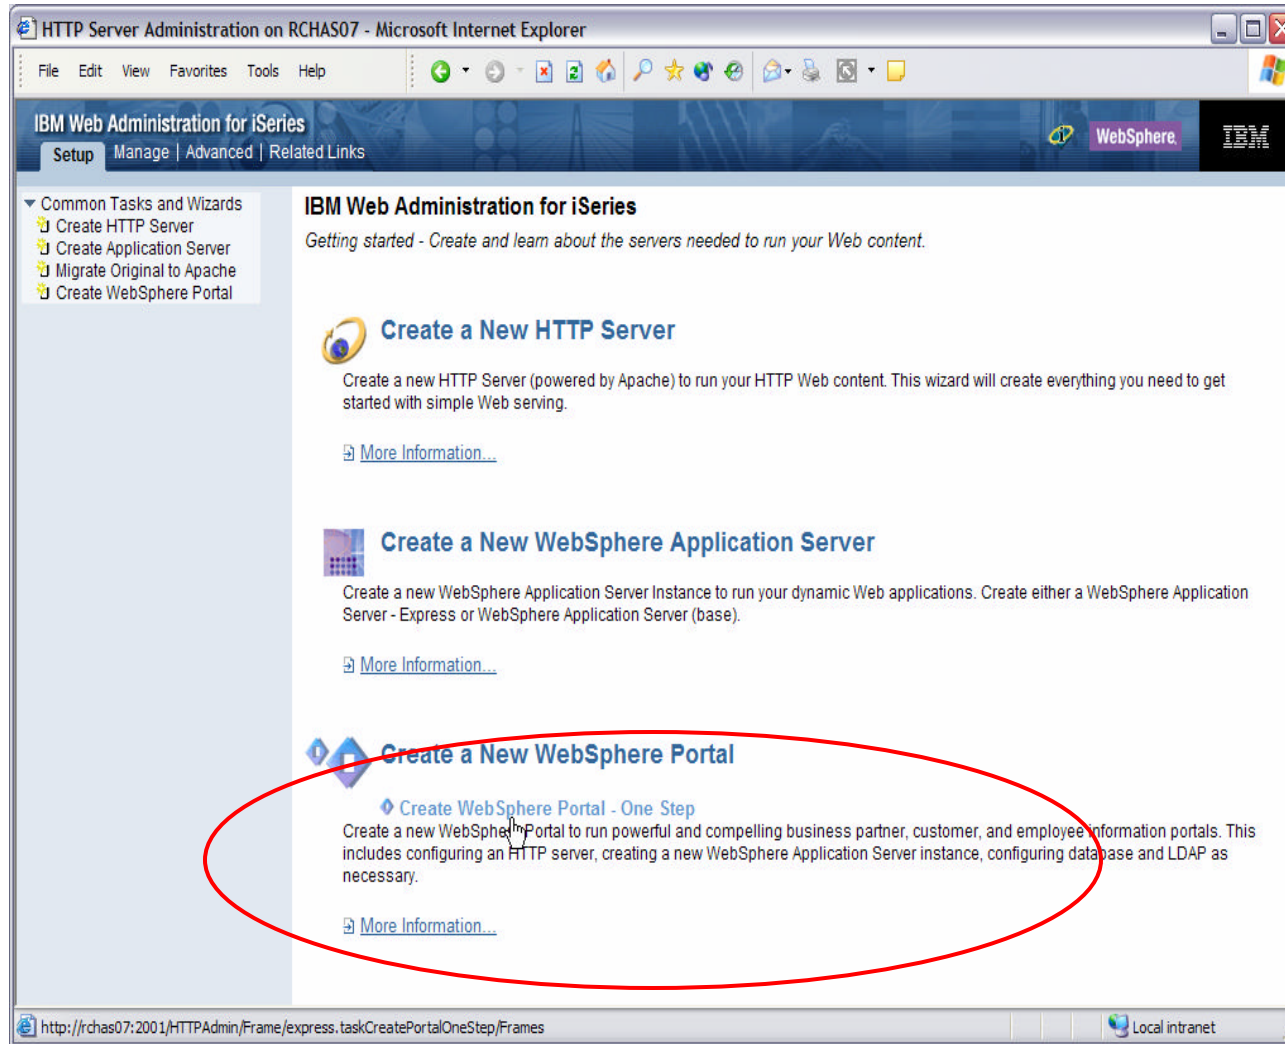 HTTP Server Administration on RCHAS07 - Microsoft Internet Explorer
File Edit View Favorites Tools Help
IBM Web Administration for iSeries
Setup Manage | Advanced | Related Links
WebSphere.
IBM
Common Tasks and Wizards
Create HTTP Server
Create Application Server
Migrate Original to Apache
Create WebSphere Portal
IBM Web Administration for iSeries
Getting started - Create and learn about the servers needed to run your Web content.
Create a New HTTP Server
Create a new HTTP Server (powered by Apache) to run your HTTP Web content. This wizard will create everything you need to get
started with simple Web serving.
More Information...
Create a New WebSphere Application Server
Create a new WebSphere Application Server Instance to run your dynamic Web applications. Create either a WebSphere Application
Server - Express or WebSphere Application Server (base).
More Information...
Create a New WebSphere Portal
Create WebSphere Portal - One Step
Create a new WebSphere Portal to run powerful and compelling business partner, customer, and employee information portals. This
includes configuring an HTTP server, creating a new WebSphere Application Server instance, configuring database and LDAP as
necessary.
More Information...
http://rchas07:2001/HTTPAdmin/Frame/express.taskCreatePortalOneStep/Frames
Local intranet